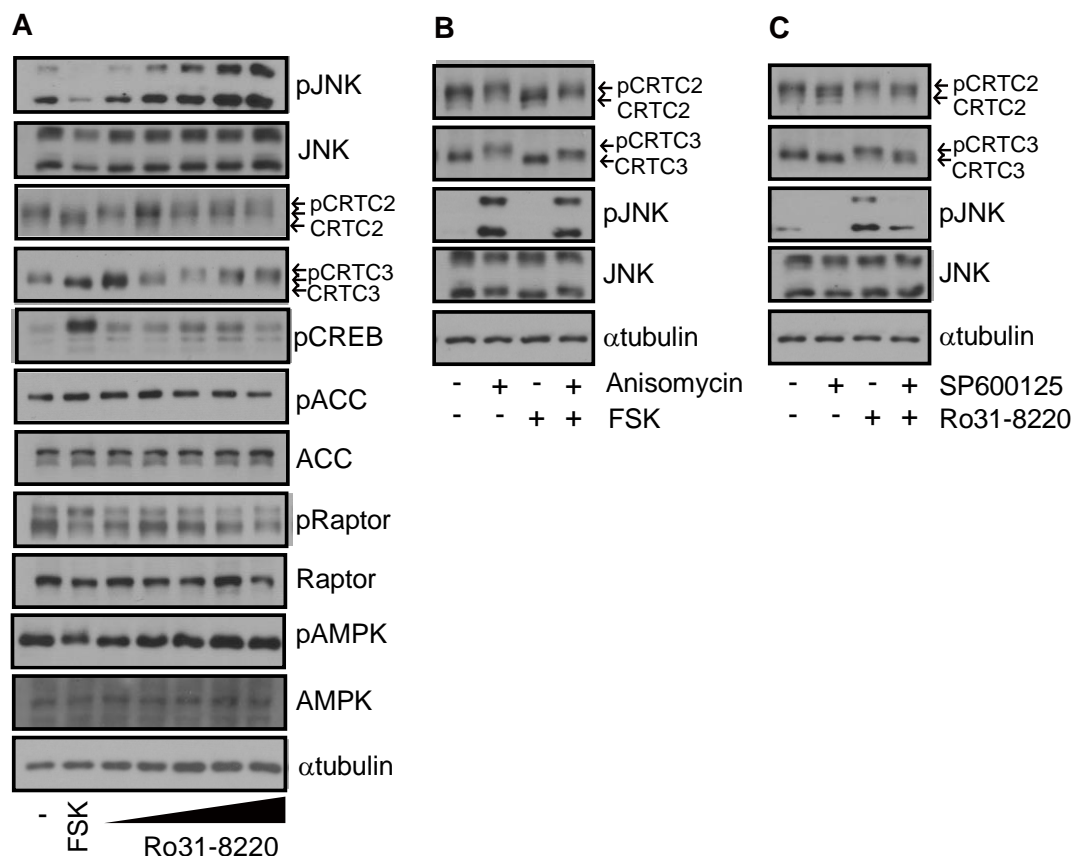 A
pJNK
JNK
pCRTC2
CRTC2
pCRTC3
CRTC3
pCREB
pACC
ACC
pRaptor
Raptor
pAMPK
AMPK
αtubulin
- FSK
Ro31-8220
B
pCRTC2
CRTC2
pCRTC3
CRTC3
pJNK
JNK
αtubulin
- + - + Anisomycin
- - + + FSK
C
pCRTC2
CRTC2
pCRTC3
CRTC3
pJNK
JNK
αtubulin
- + - + SP600125
- - + + Ro31-8220